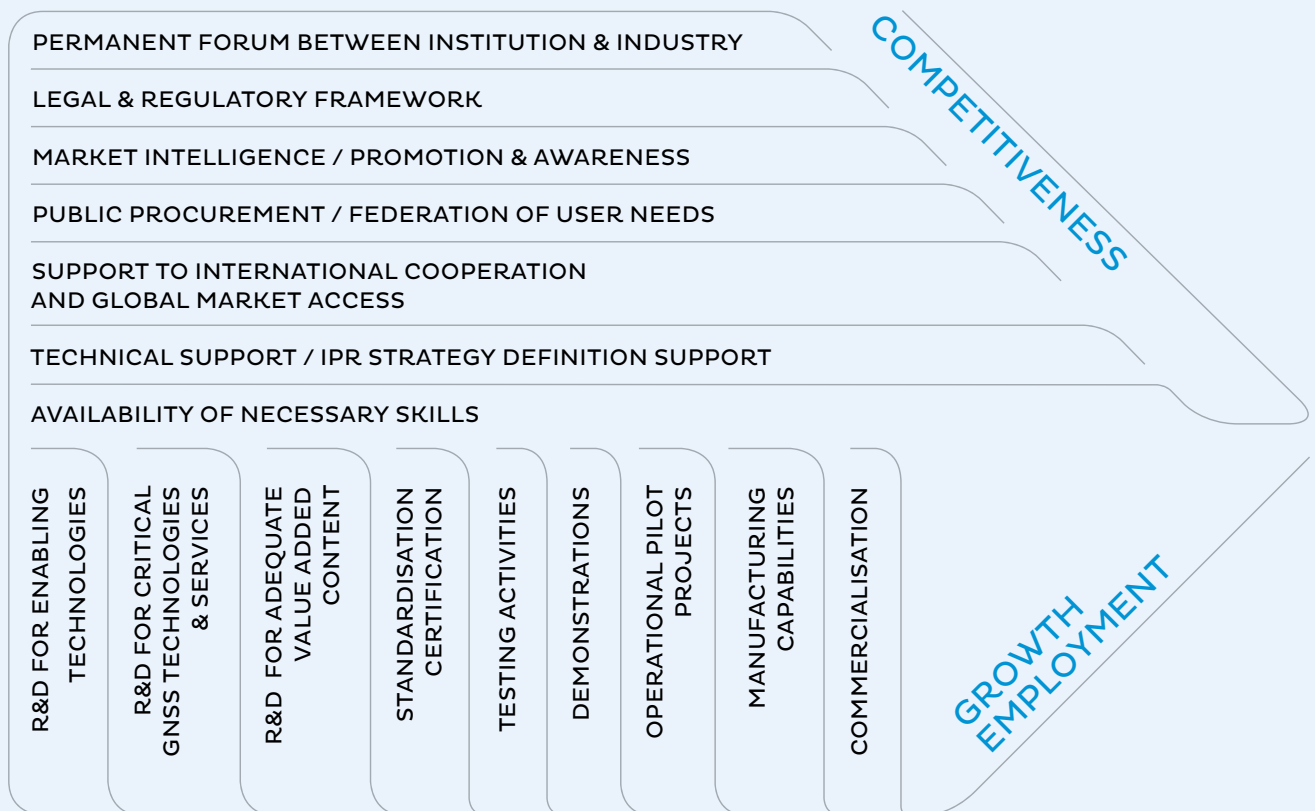 PERMANENT FORUM BETWEEN INSTITUTION & INDUSTRY
LEGAL & REGULATORY FRAMEWORK
MARKET INTELLIGENCE / PROMOTION & AWARENESS
PUBLIC PROCUREMENT / FEDERATION OF USER NEEDS
SUPPORT TO INTERNATIONAL COOPERATION
AND GLOBAL MARKET ACCESS
TECHNICAL SUPPORT / IPR STRATEGY DEFINITION SUPPORT
AVAILABILITY OF NECESSARY SKILLS
COMPETITIVENESS
R&D FOR ENABLING
TECHNOLOGIES
R&D FOR CRITICAL
GNSS TECHNOLOGIES
& SERVICES
R&D FOR ADEQUATE
VALUE ADDED
CONTENT
STANDARDISATION
CERTIFICATION
TESTING ACTIVITIES
DEMONSTRATIONS
OPERATIONAL PILOT
PROJECTS
MANUFACTURING
CAPABILITIES
COMMERCIALISATION
GROWTH
EMPLOYMENT